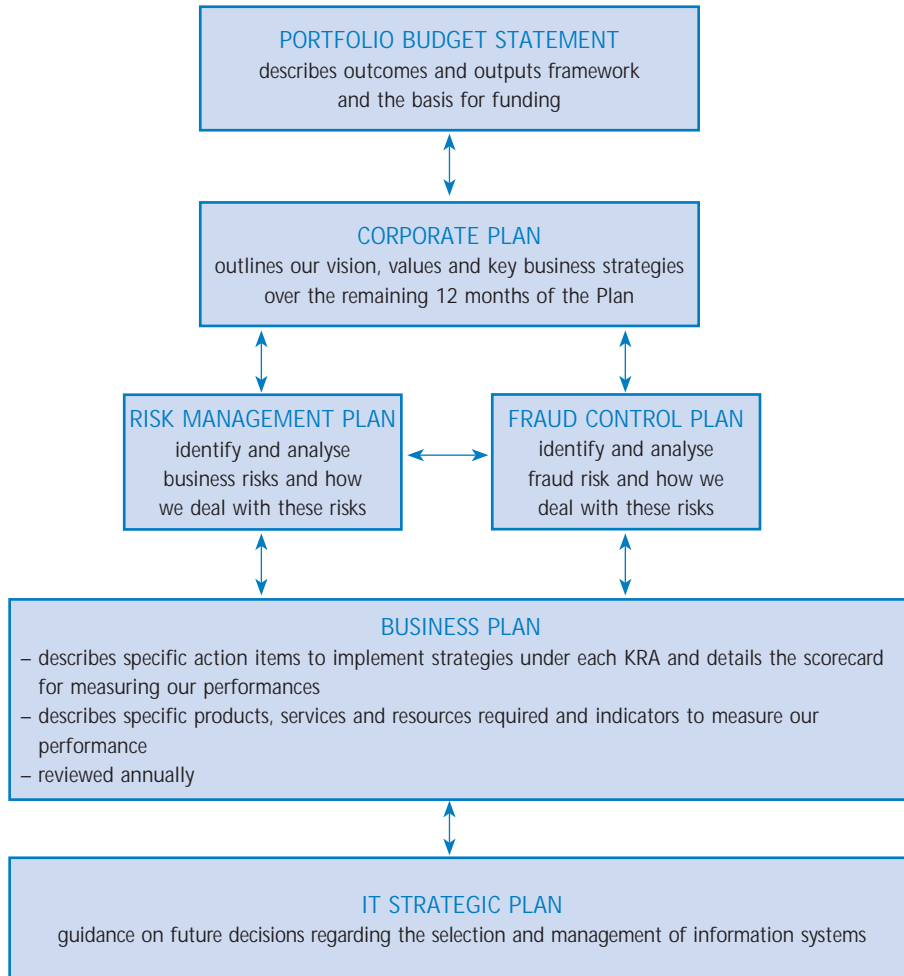 PORTFOLIO BUDGET STATEMENT
describes outcomes and outputs framework
and the basis for funding
CORPORATE PLAN
outlines our vision, values and key business strategies
over the remaining 12 months of the Plan
RISK MANAGEMENT PLAN
identify and analyse
business risks and how
we deal with these risks
FRAUD CONTROL PLAN
identify and analyse
fraud risk and how we
deal with these risks
BUSINESS PLAN
– describes specific action items to implement strategies under each KRA and details the scorecard
for measuring our performances
– describes specific products, services and resources required and indicators to measure our
performance
– reviewed annually
IT STRATEGIC PLAN
guidance on future decisions regarding the selection and management of information systems